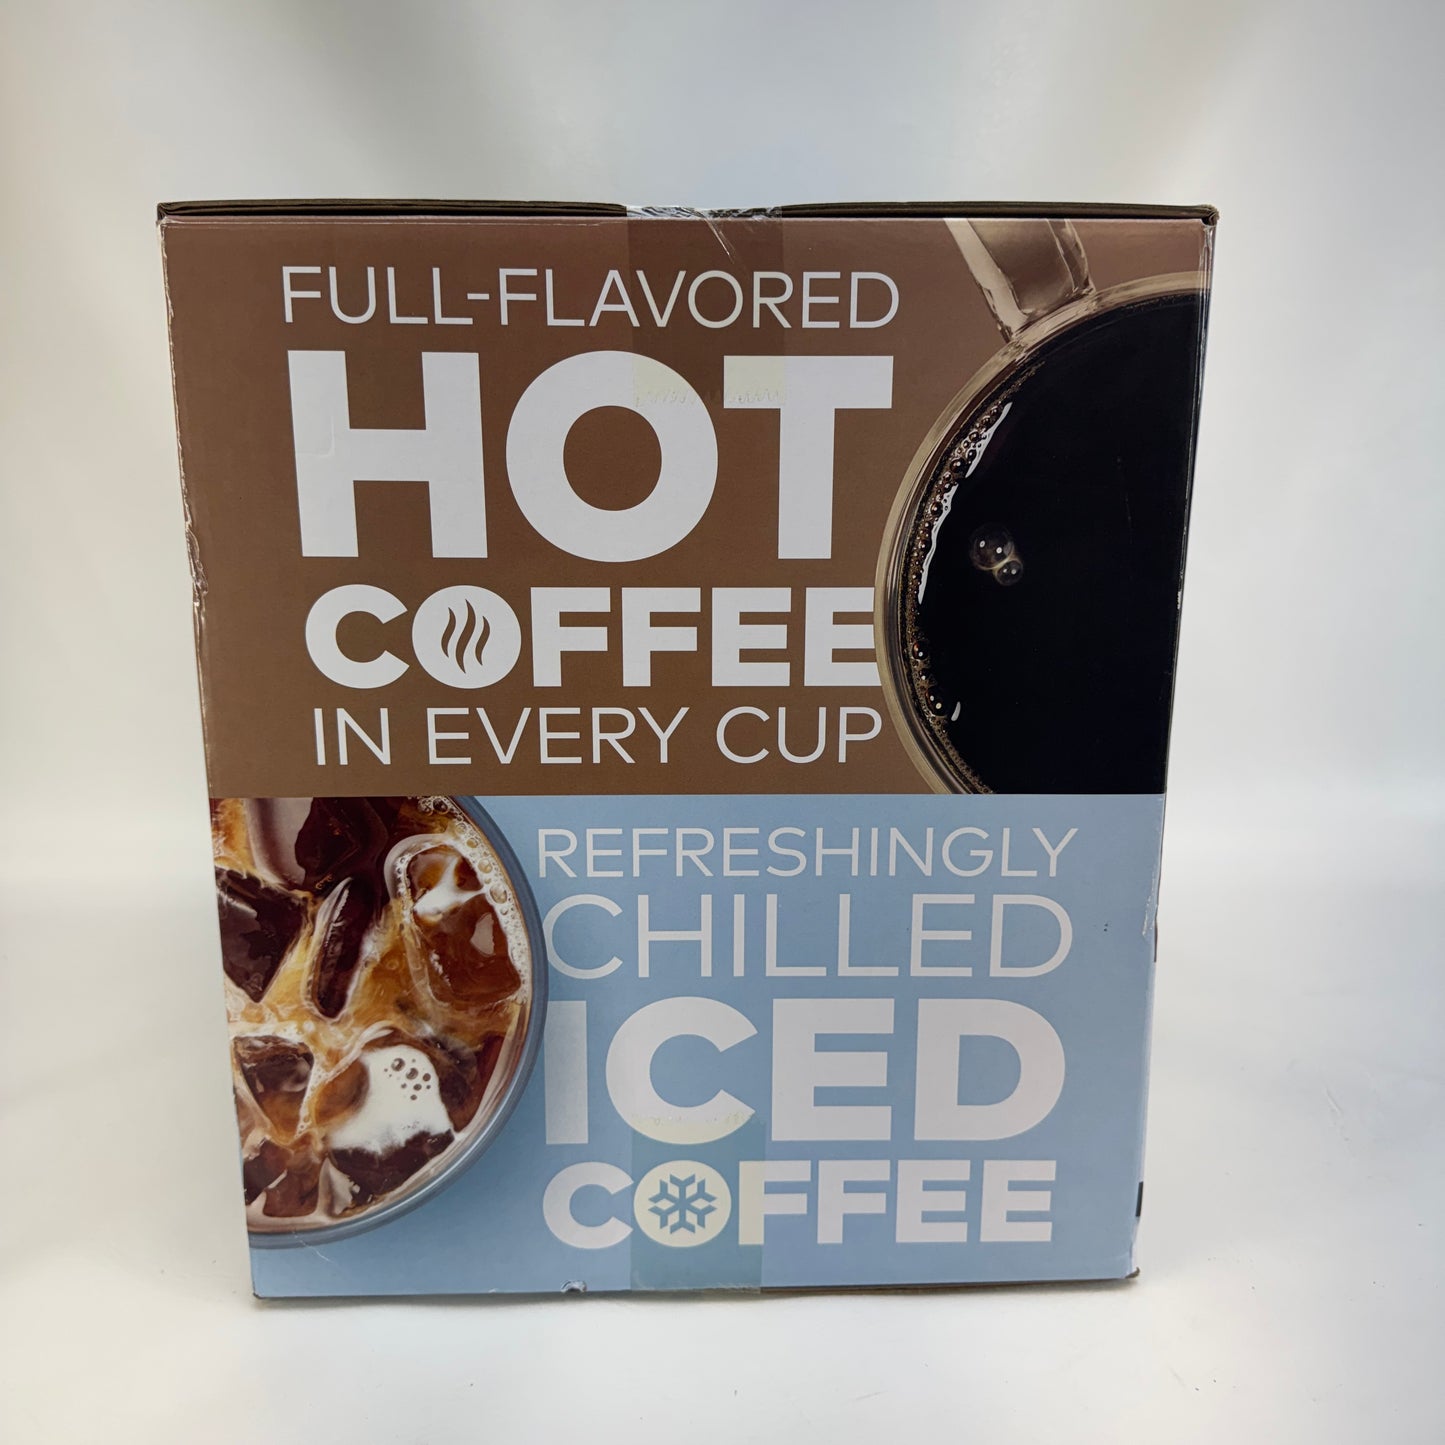 FULL-FLAVORED
HOT
COFFEE
IN EVERY CUP
REFRESHINGLY
CHILLED
ICED
COFFEE